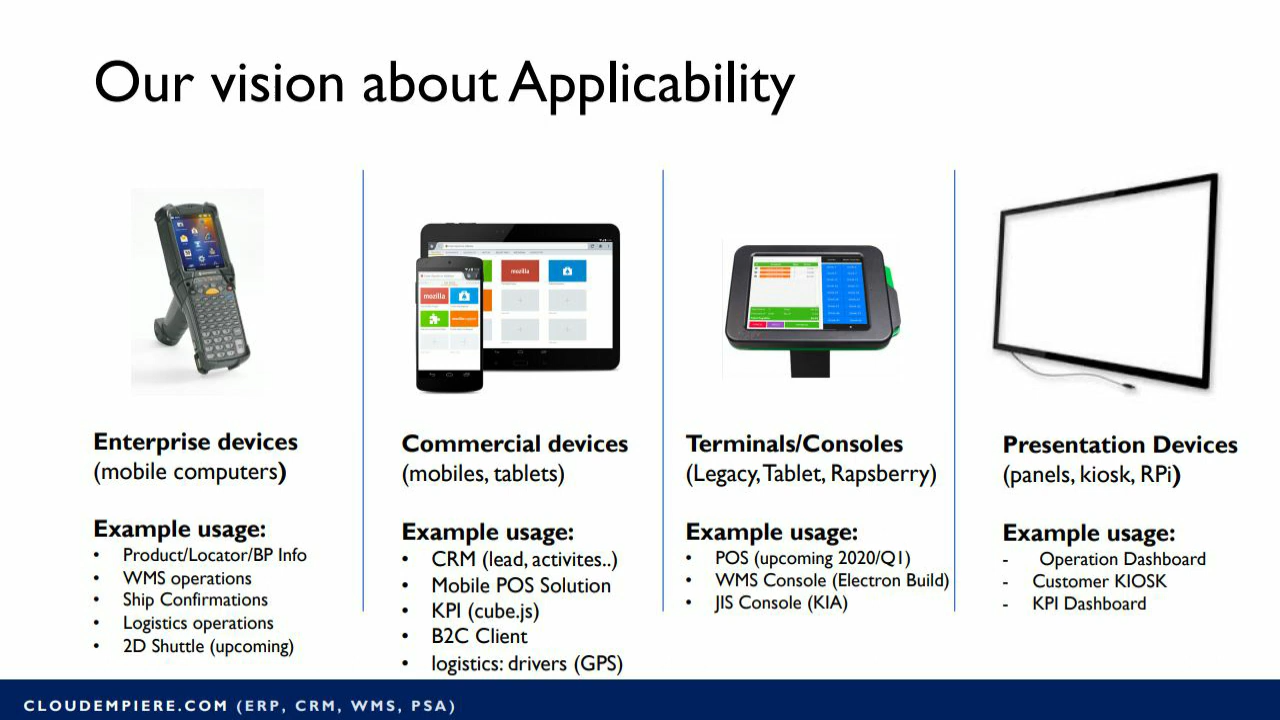 Our vision about Applicability
mozilla
mozilla
Enterprise devices
(mobile computers)
Example usage:
• Product/Locator/BP Info
• WMS operations
• Ship Confirmations
• Logistics operations
• 2D Shuttle (upcoming)
Commercial devices
(mobiles, tablets)
Example usage:
• CRM (lead, activites..)
• Mobile POS Solution
• KPI (cube.js)
• B2C Client
• logistics: drivers (GPS)
Terminals/Consoles
(Legacy, Tablet, Rapsberry)
Example usage:
• POS (upcoming 2020/Q1)
• WMS Console (Electron Build)
• JIS Console (KIA)
Presentation Devices
(panels, kiosk, RPi)
Example usage:
- Operation Dashboard
- Customer KIOSK
- KPI Dashboard
CLOUDEMPIERE.COM (ERP, CRM, WMS, PSA)